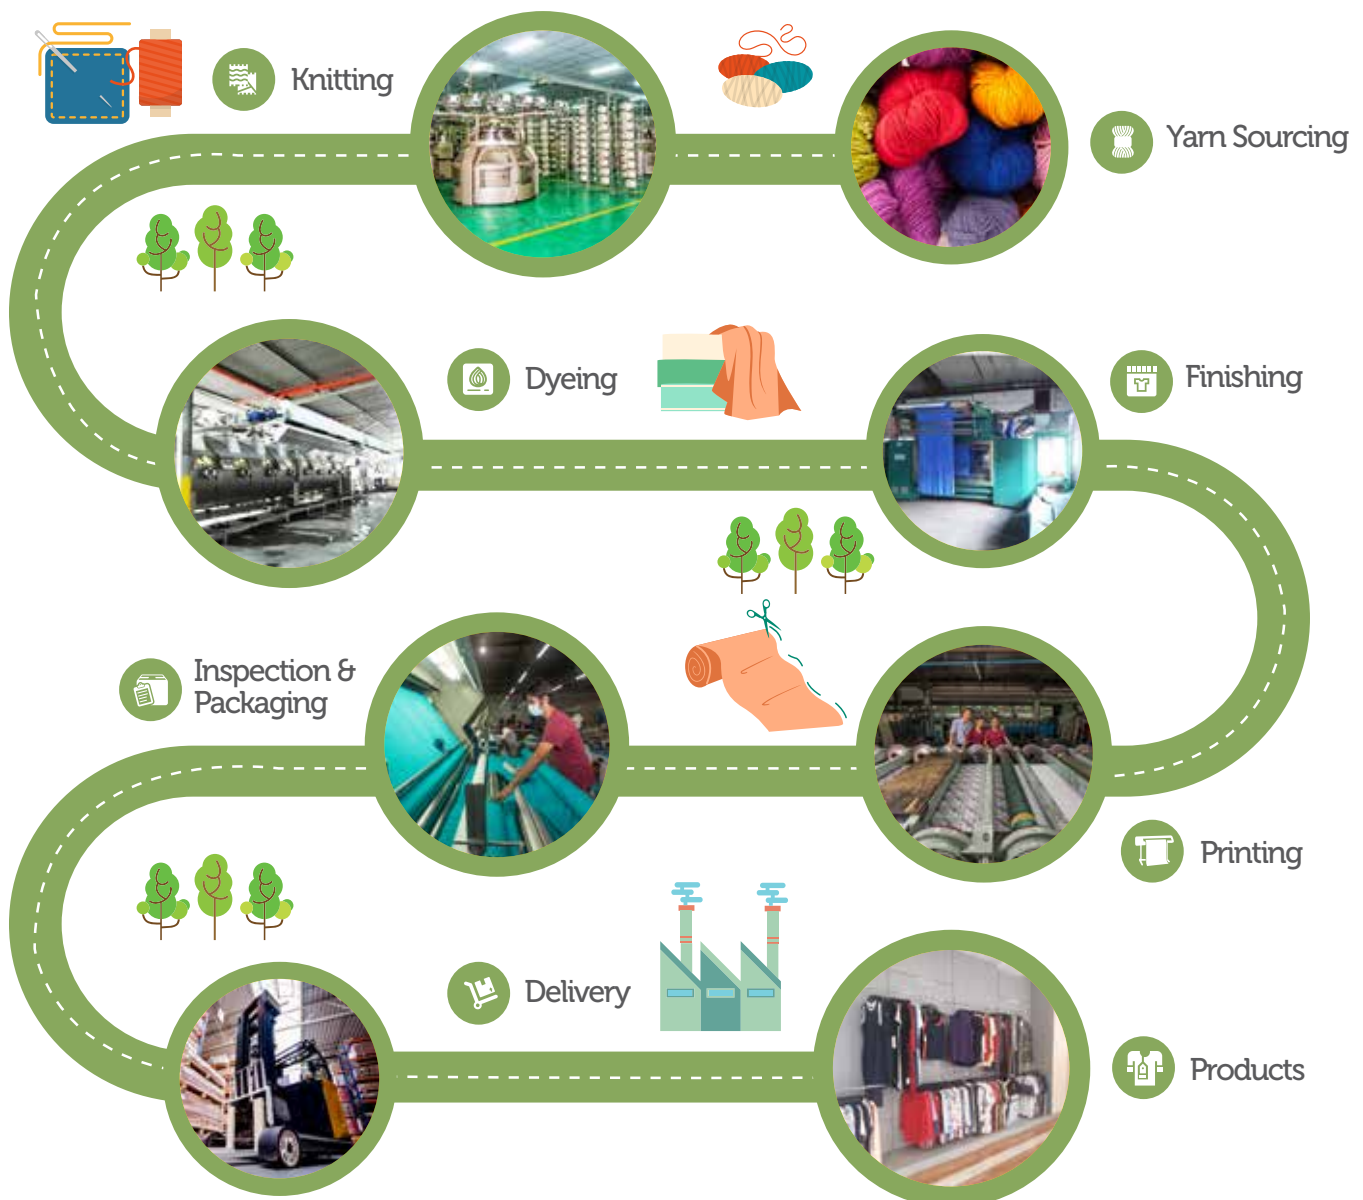 Knitting
Yarn Sourcing
Dyeing
Finishing
Inspection &
Packaging
Printing
Delivery
Products